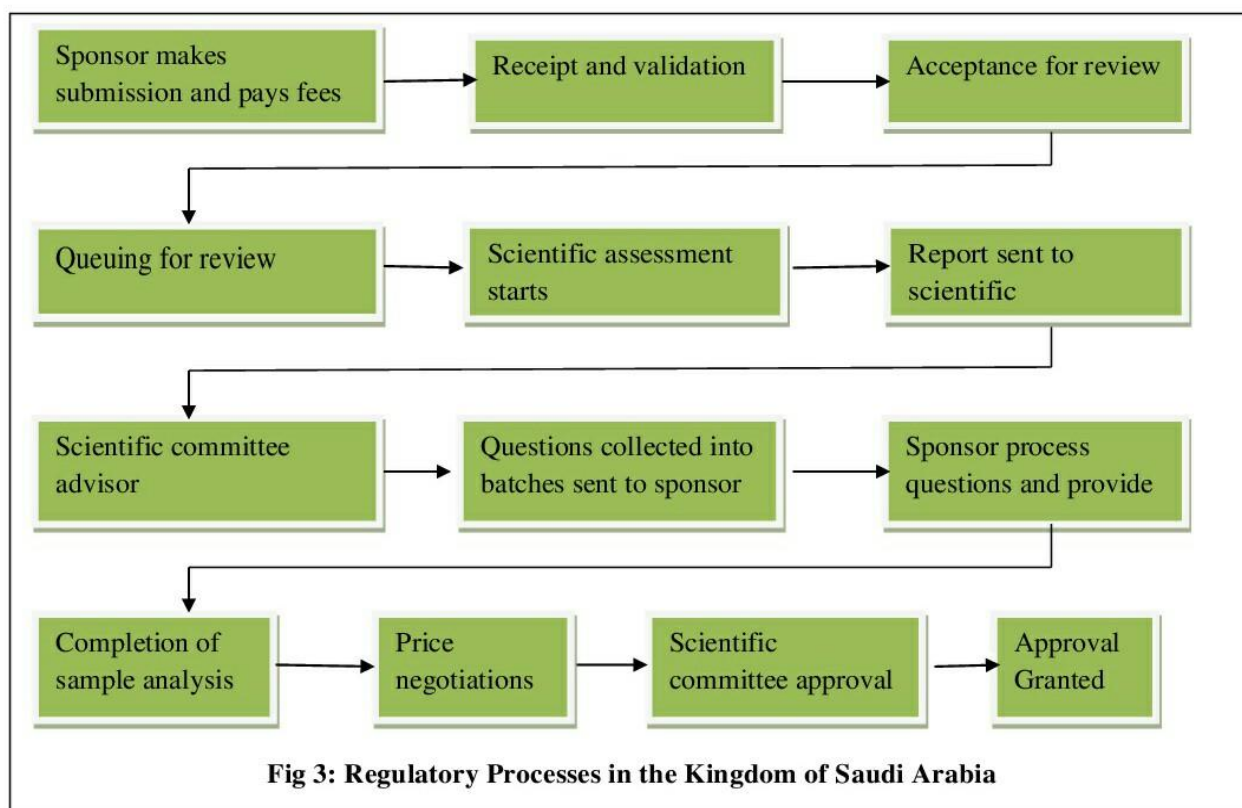 Sponsor makes
submission and pays fees
Receipt and validation
Acceptance for review
Queuing for review
Scientific assessment
starts
Report sent to
scientific
Scientific committee
advisor
Questions collected into
batches sent to sponsor
Sponsor process
questions and provide
Completion of
sample analysis
Price
negotiations
Scientific
committee approval
Approval
Granted
Fig 3: Regulatory Processes in the Kingdom of Saudi Arabia